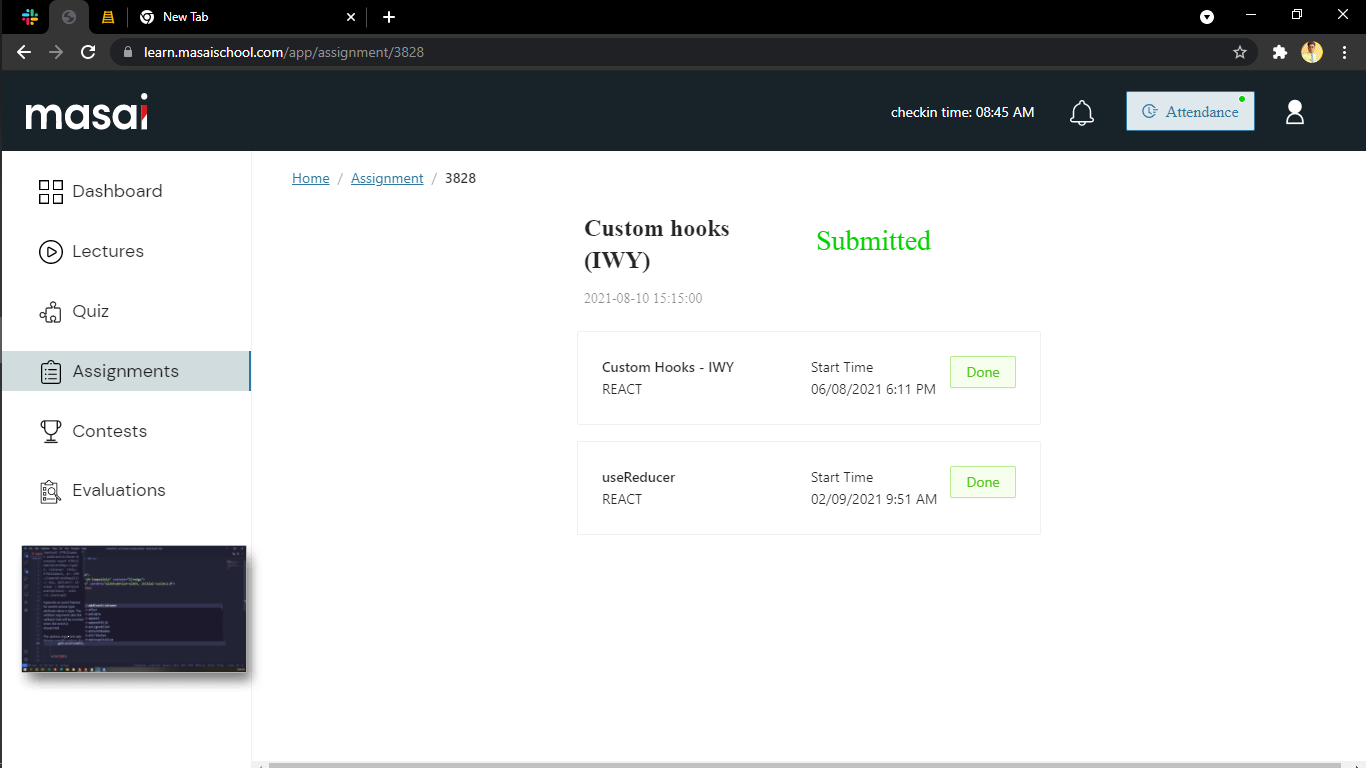 New Tab
learn.masaischool.com/app/assignment/3828
masai
checkin time: 08:45 AM
Attendance
Dashboard
Lectures
Quiz
Assignments
Contests
Evaluations
Home / Assignment / 3828
Custom hooks
(IWY)
Submitted
2021-08-10 15:15:00
Custom Hooks - IWY
REACT
Start Time
06/08/2021 6:11 PM
Done
useReducer
REACT
Start Time
02/09/2021 9:51 AM
Done